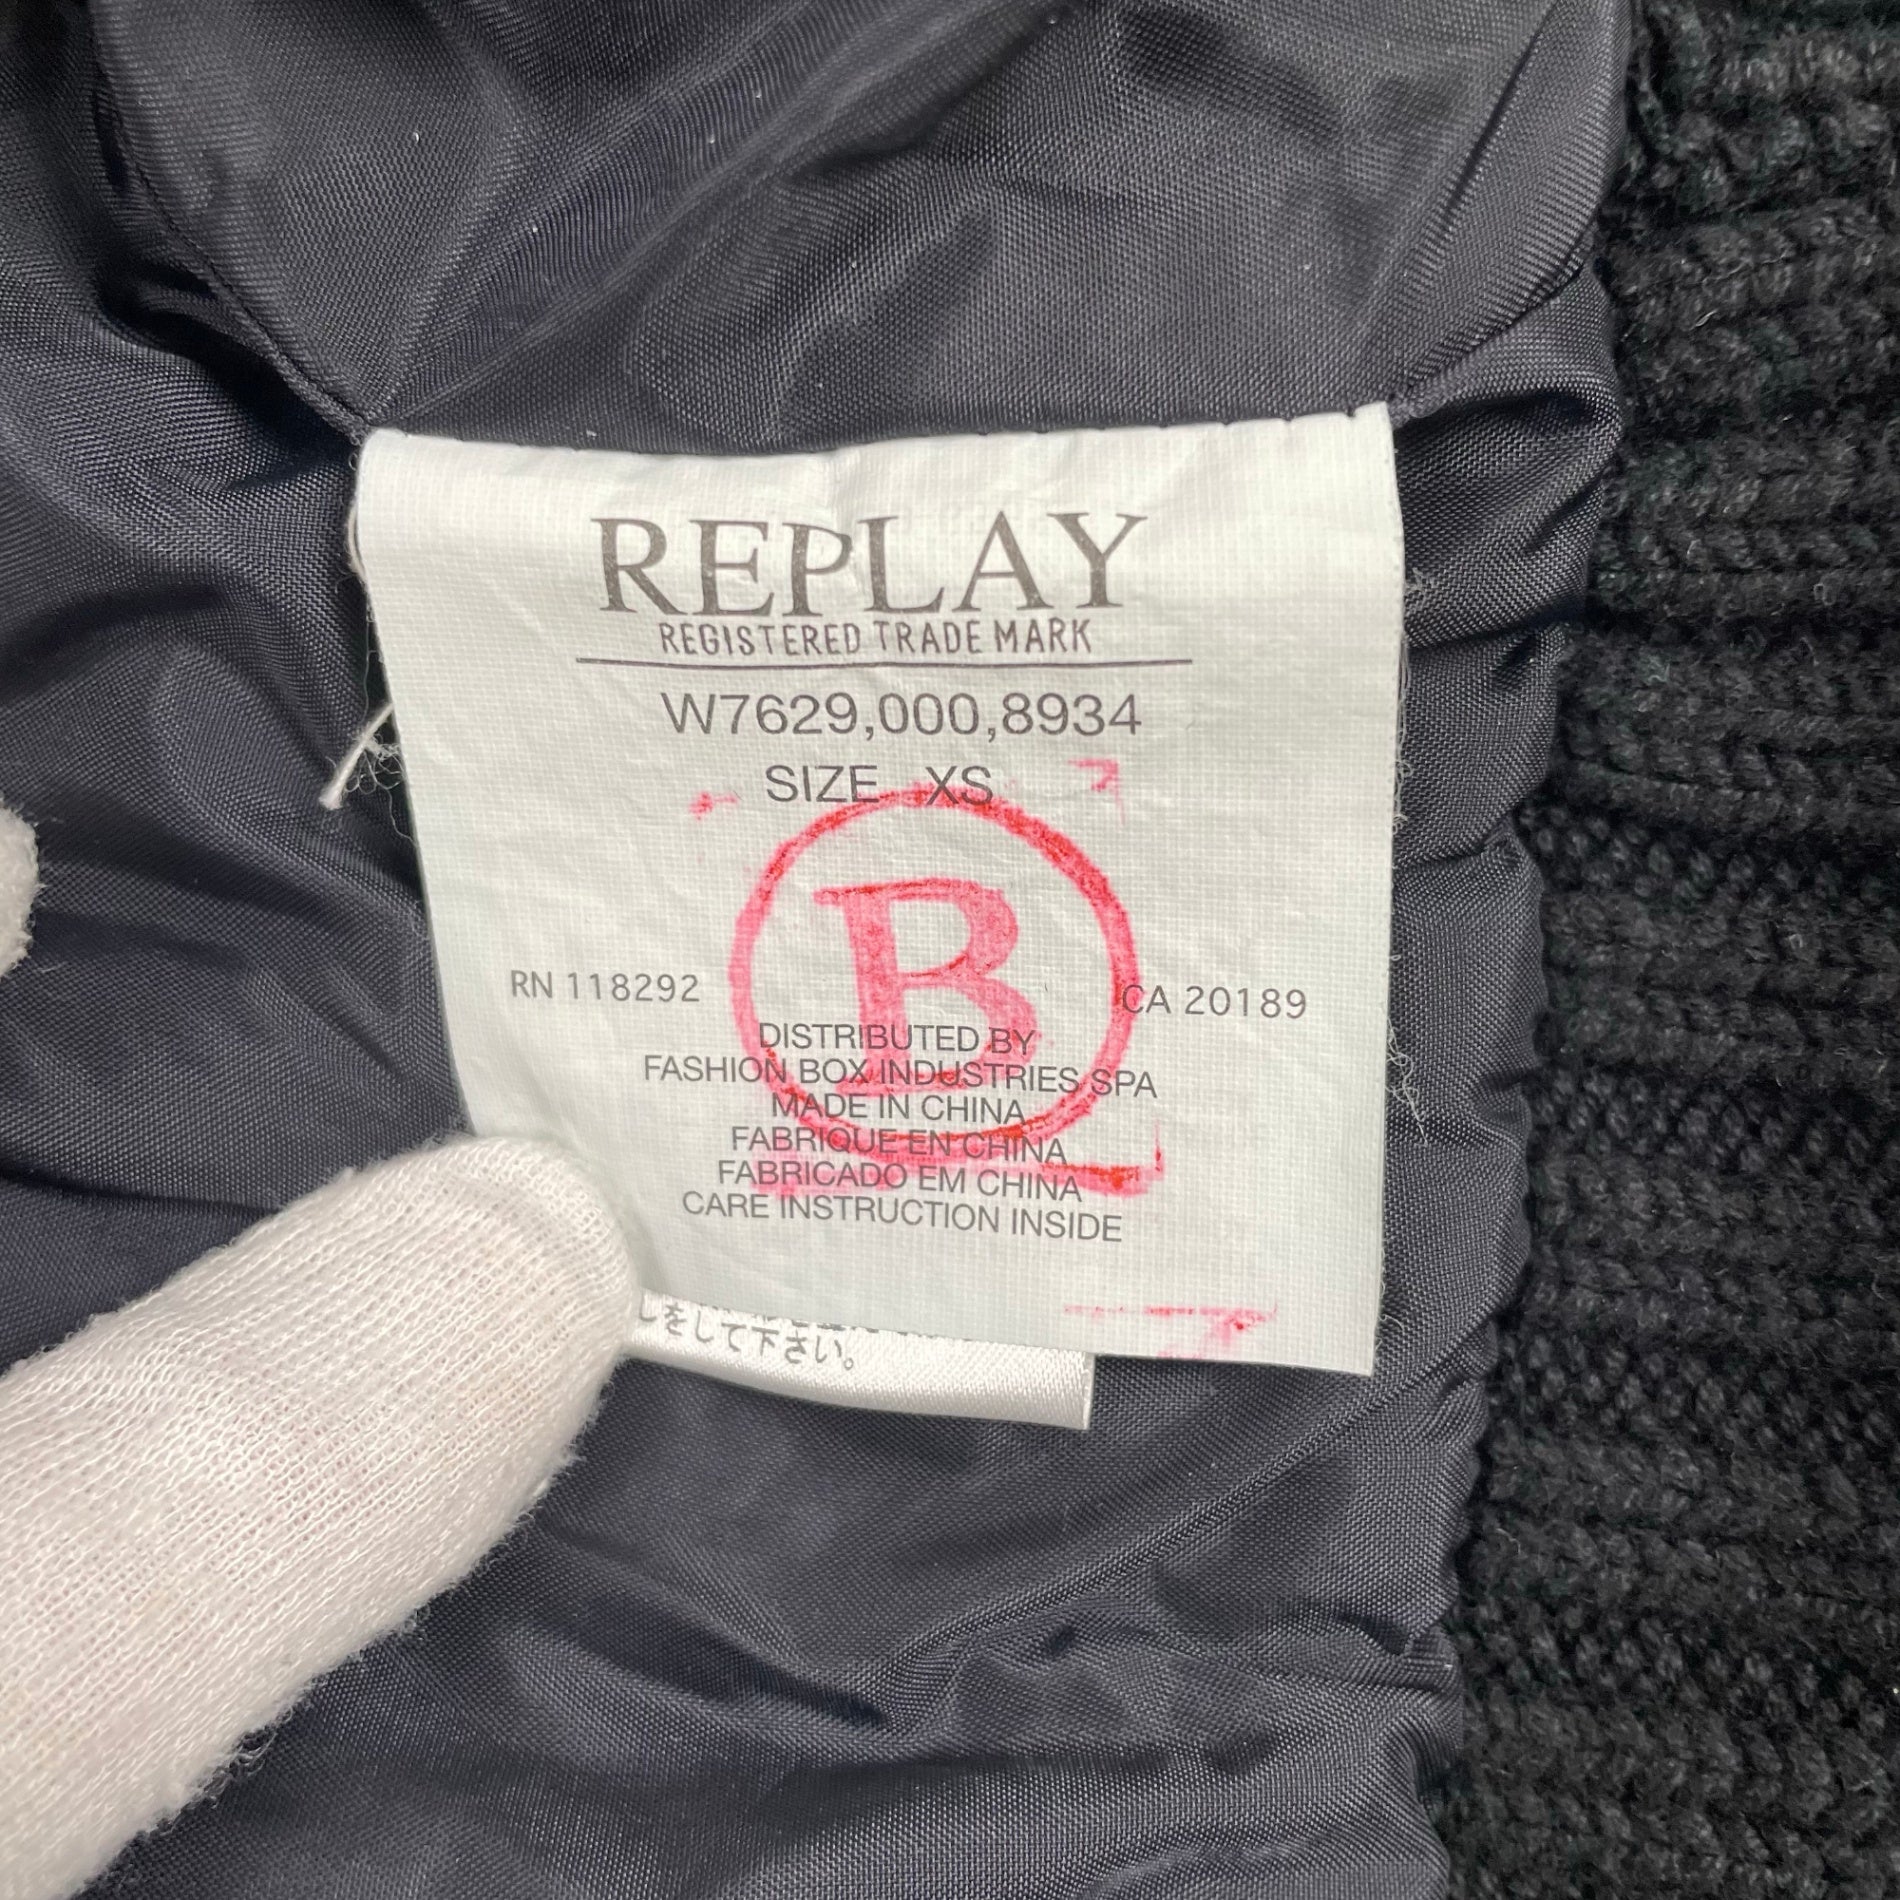 REPLAY
REGISTERED TRADE MARK
W7629,000,8934
SIZE XS
B
RN 118292 CA 20189
DISTRIBUTED BY
FASHION BOX INDUSTRIES SPA
MADE IN CHINA
FABRIQUE EN CHINA
FABRICADO EM CHINA
CARE INSTRUCTION INSIDE
しをして下さい。